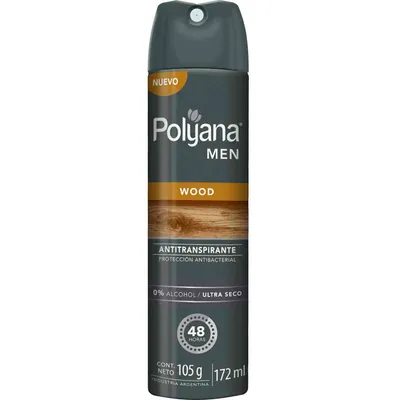 NUEVO
Polyana
MEN
WOOD
ANTITRANSPIRANTE
PROTECCIÓN ANTIBACTERIAL
0% ALCOHOL / ULTRA SECO
48
HORAS
CONT. NETO 105 g 172 ml
INDUSTRIA ARGENTINA